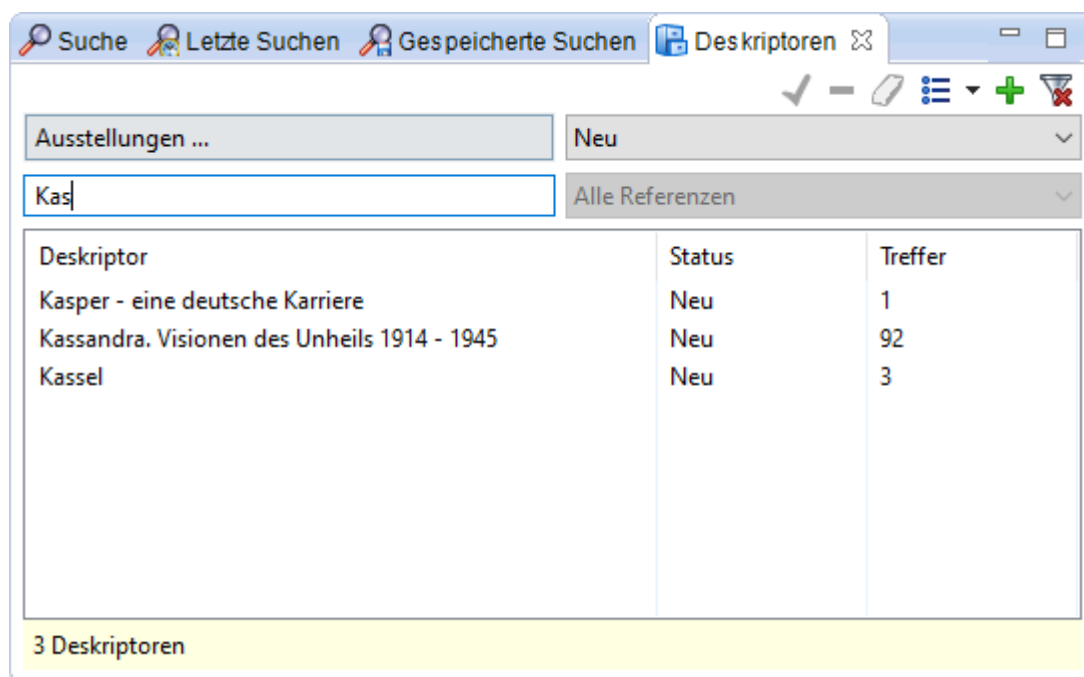 Suche Letzte Suchen Gespeicherte Suchen Deskriptoren
Ausstellungen ... Neu
Kas Alle Referenzen
Deskriptor Status Treffer
Kasper - eine deutsche Karriere Neu 1
Kassandra. Visionen des Unheils 1914 - 1945 Neu 92
Kassel Neu 3
3 Deskriptoren